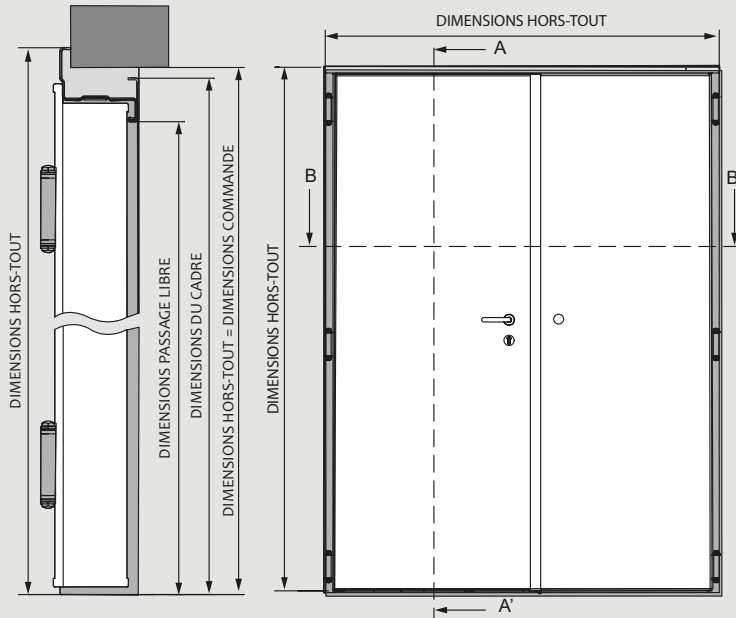 DIMENSIONS HORS-TOUT
DIMENSIONS PASSAGE LIBRE
DIMENSIONS DU CADRE
DIMENSIONS HORS-TOUT = DIMENSIONS COMMANDE
DIMENSIONS HORS-TOUT
DIMENSIONS HORS-TOUT
A
B
B
A'